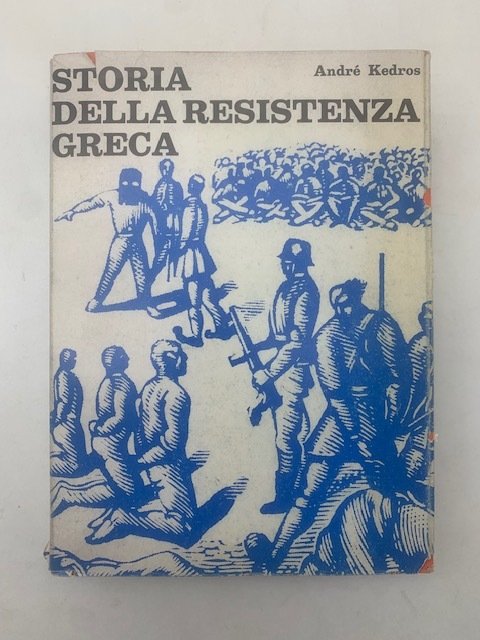 André Kedros
STORIA
DELLA RESISTENZA
GRECA